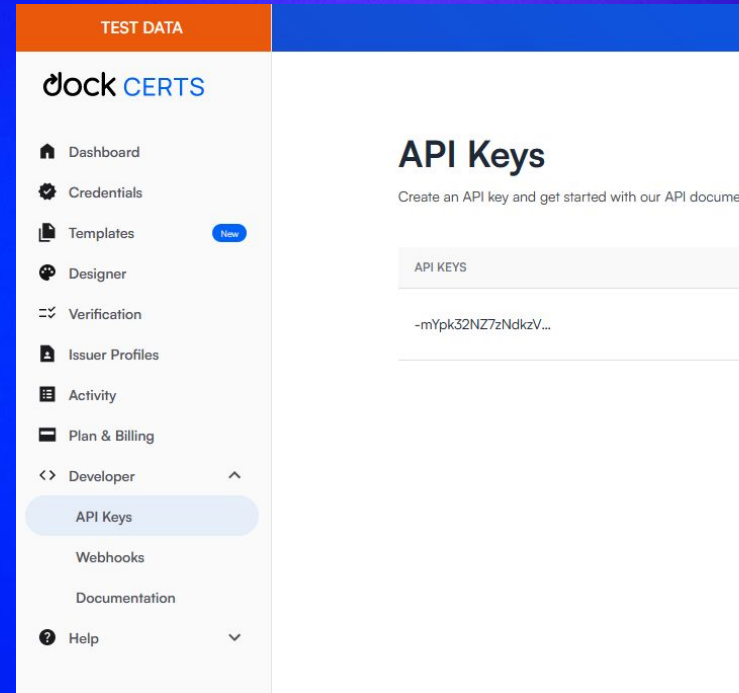 TEST DATA
dock CERTS
Dashboard
Credentials
Templates New
Designer
Verification
Issuer Profiles
Activity
Plan & Billing
Developer
API Keys
Webhooks
Documentation
Help
API Keys
Create an API key and get started with our API docume
API KEYS
-mYpk32NZ7zNdkzV...